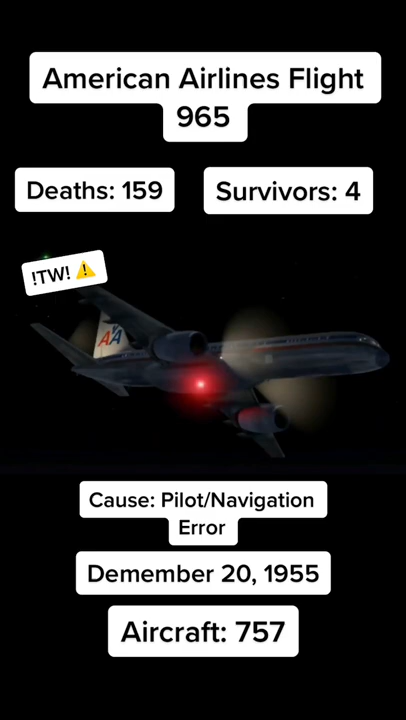 American Airlines Flight
965
Deaths: 159
Survivors: 4
!TW! ⚠️
AA
Cause: Pilot/Navigation
Error
Demember 20, 1955
Aircraft: 757